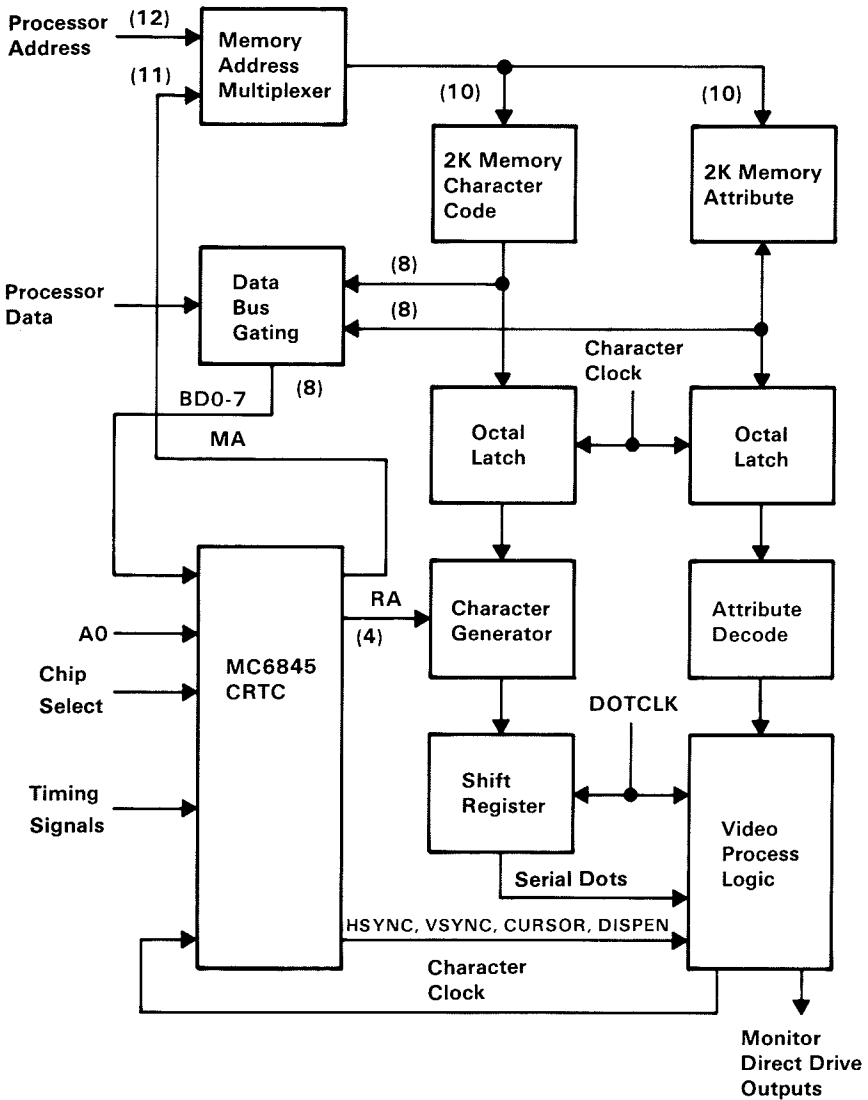 Processor
Address
(12)
Memory
Address
Multiplexer
(11)
(10)
(10)
2K Memory
Character
Code
2K Memory
Attribute
Processor
Data
Data
Bus
Gating
(8)
(8)
Character
Clock
BD0-7
(8)
MA
Octal
Latch
Octal
Latch
RA
(4)
Character
Generator
Attribute
Decode
A0
Chip
Select
MC6845
CRTC
DOTCLK
Timing
Signals
Shift
Register
Video
Process
Logic
Serial Dots
HSYNC, VSYNC, CURSOR, DISPEN
Character
Clock
Monitor
Direct Drive
Outputs